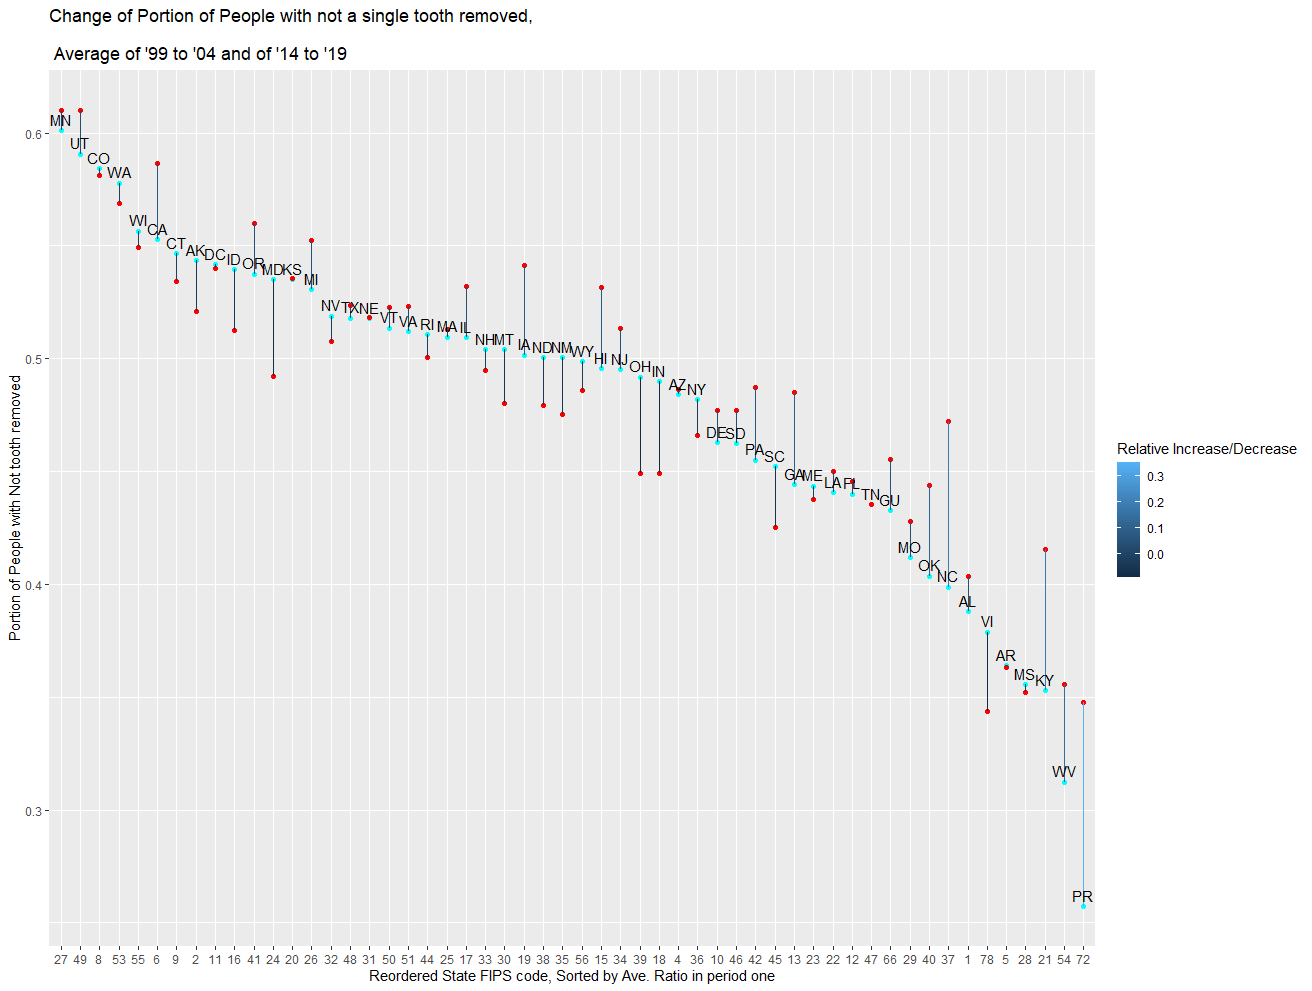 Change of Portion of People with not a single tooth removed,
Average of '99 to '04 and of '14 to '19
MN
UT
CO
WA
WI
CA
CT
AK
DC
ID
OR
MD
KS
MI
NV
TX
NE
VT
VA
RI
MA
IL
NH
MT
IA
ND
NM
WY
HI
NJ
OH
IN
AZ
NY
DE
SD
PA
SC
GA
ME
LA
FL
TN
GU
MO
OK
NC
AL
VI
AR
MS
KY
WV
PR
0.6
0.5
0.4
0.3
Portion of People with Not tooth removed
27 49 8 53 55 6 9 2 11 16 41 24 20 26 32 48 31 50 51 44 25 17 33 30 19 38 35 56 15 34 39 18 4 36 10 46 42 45 13 23 22 12 47 66 29 40 37 1 78 5 28 21 54 72
Reordered State FIPS code, Sorted by Ave. Ratio in period one
Relative Increase/Decrease
0.3
0.2
0.1
0.0